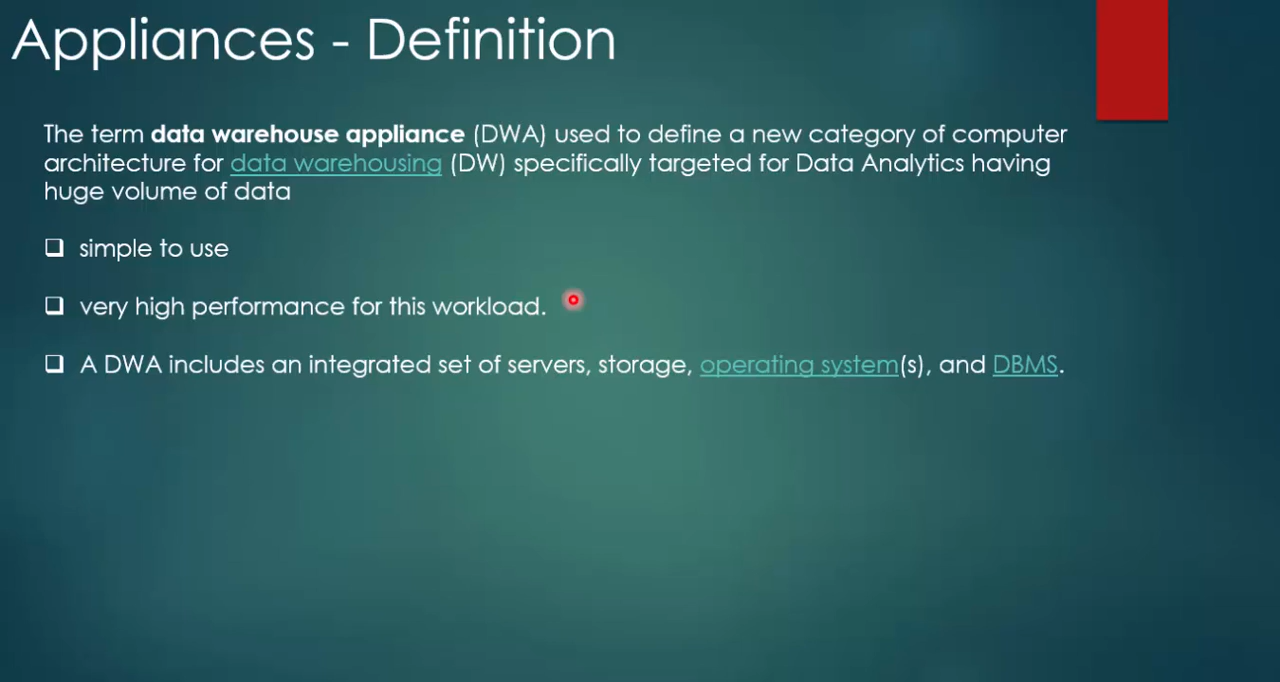 Appliances - Definition
The term data warehouse appliance (DWA) used to define a new category of computer
architecture for data warehousing (DW) specifically targeted for Data Analytics having
huge volume of data
❑ simple to use
❑ very high performance for this workload.
❑ A DWA includes an integrated set of servers, storage, operating system(s), and DBMS.